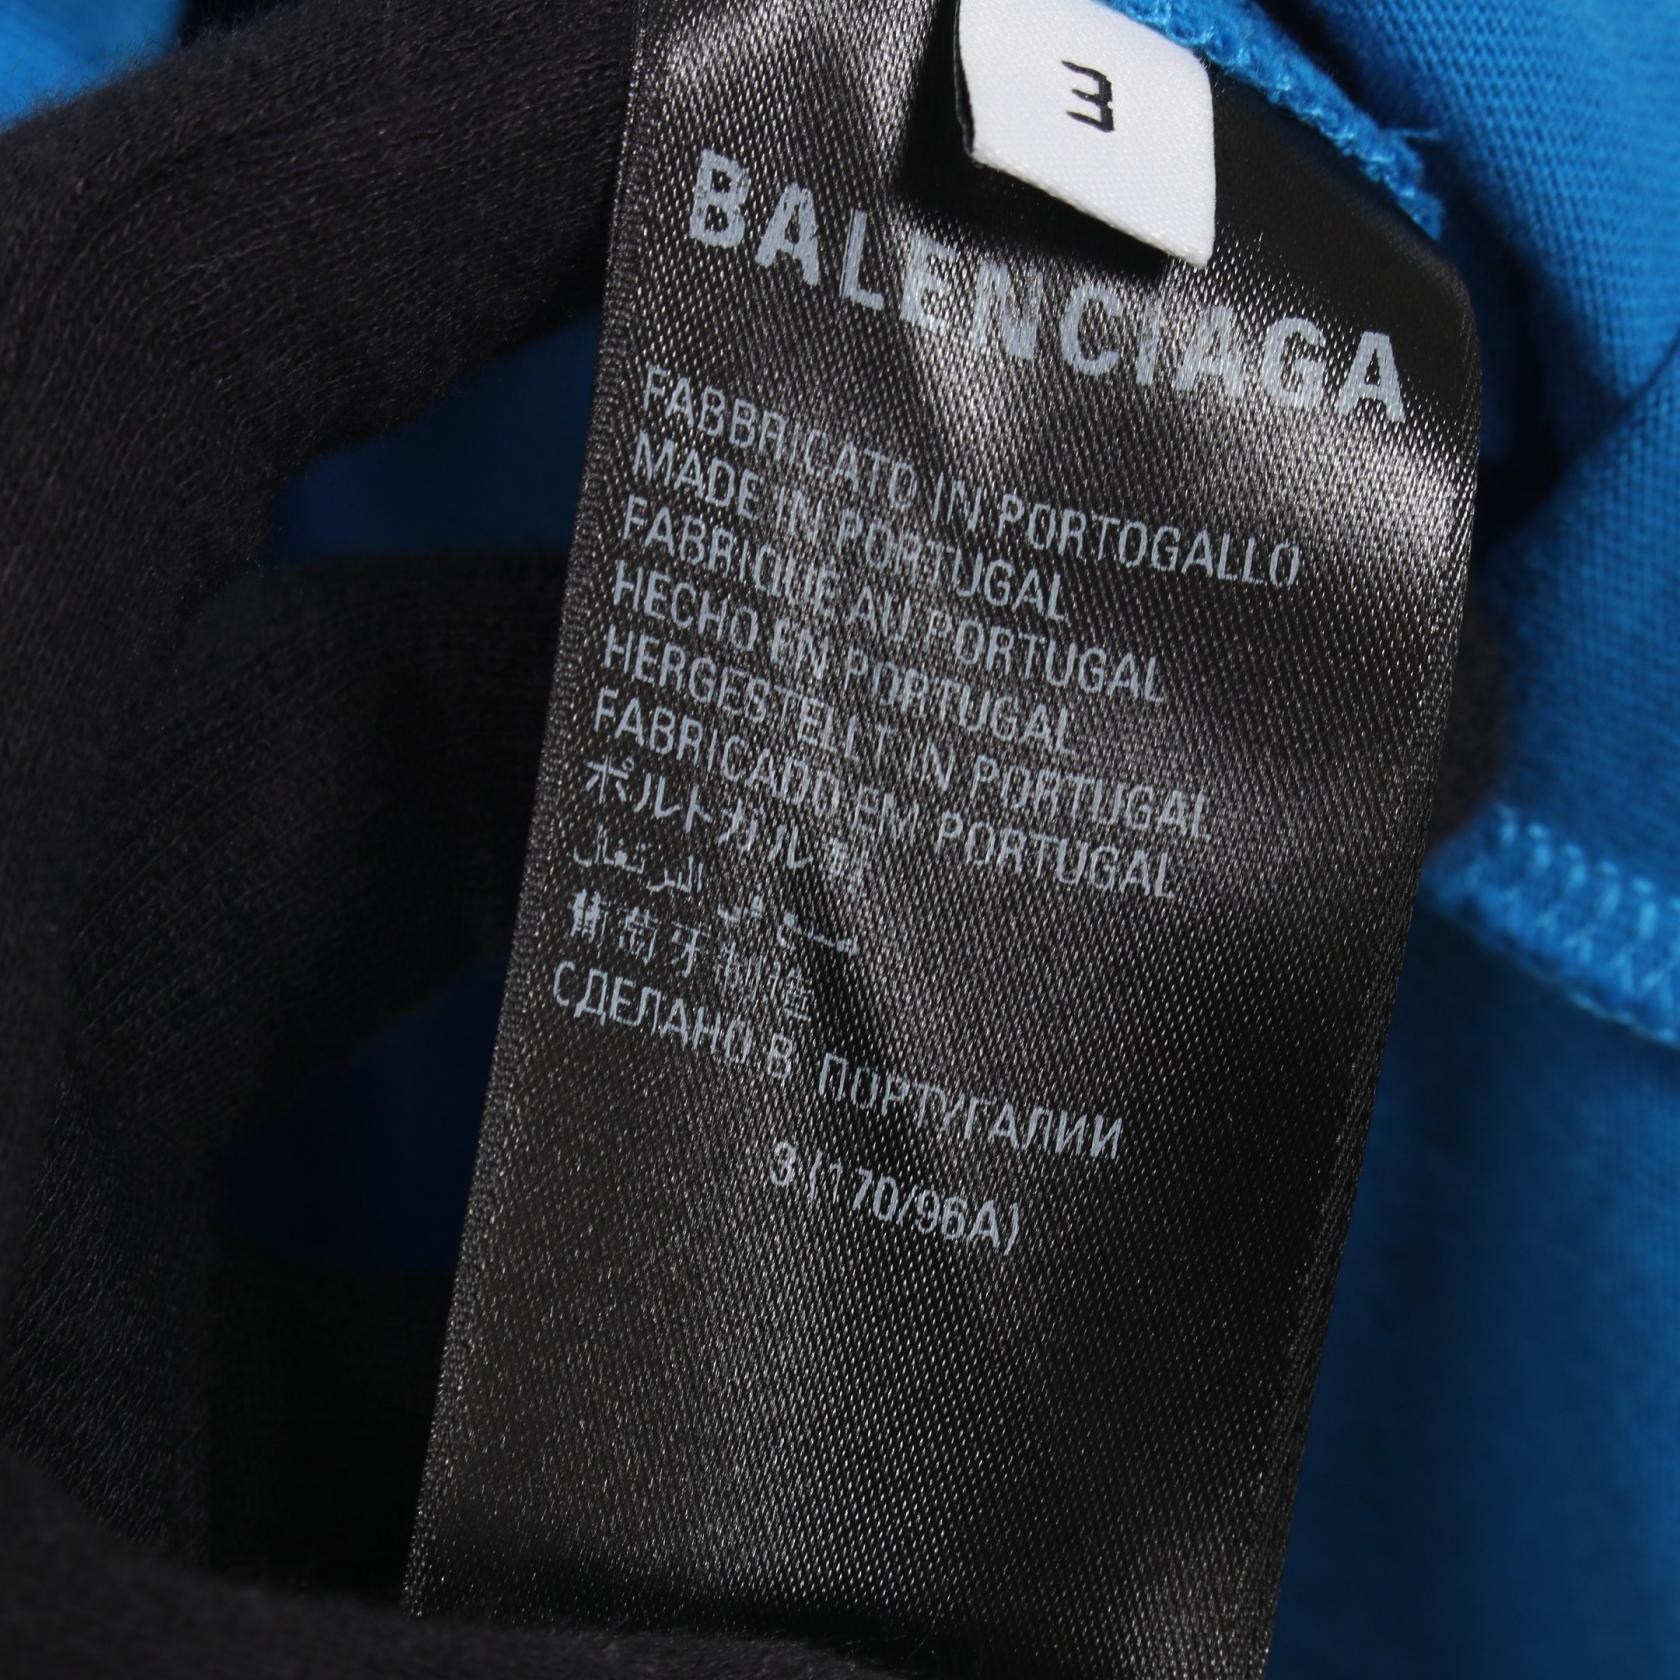 3
BALENCIAGA
FABBRICATO IN PORTOGALLO
MADE IN PORTUGAL
FABRIQUE AU PORTUGAL
HECHO EN PORTUGAL
HERGESTELLT IN PORTUGAL
FABRICADO EM PORTUGAL
ポルトガル 製
صنع في البرتغال
葡萄牙制造
СДЕЛАНО В ПОРТУГАЛИИ
3 (170/96A)